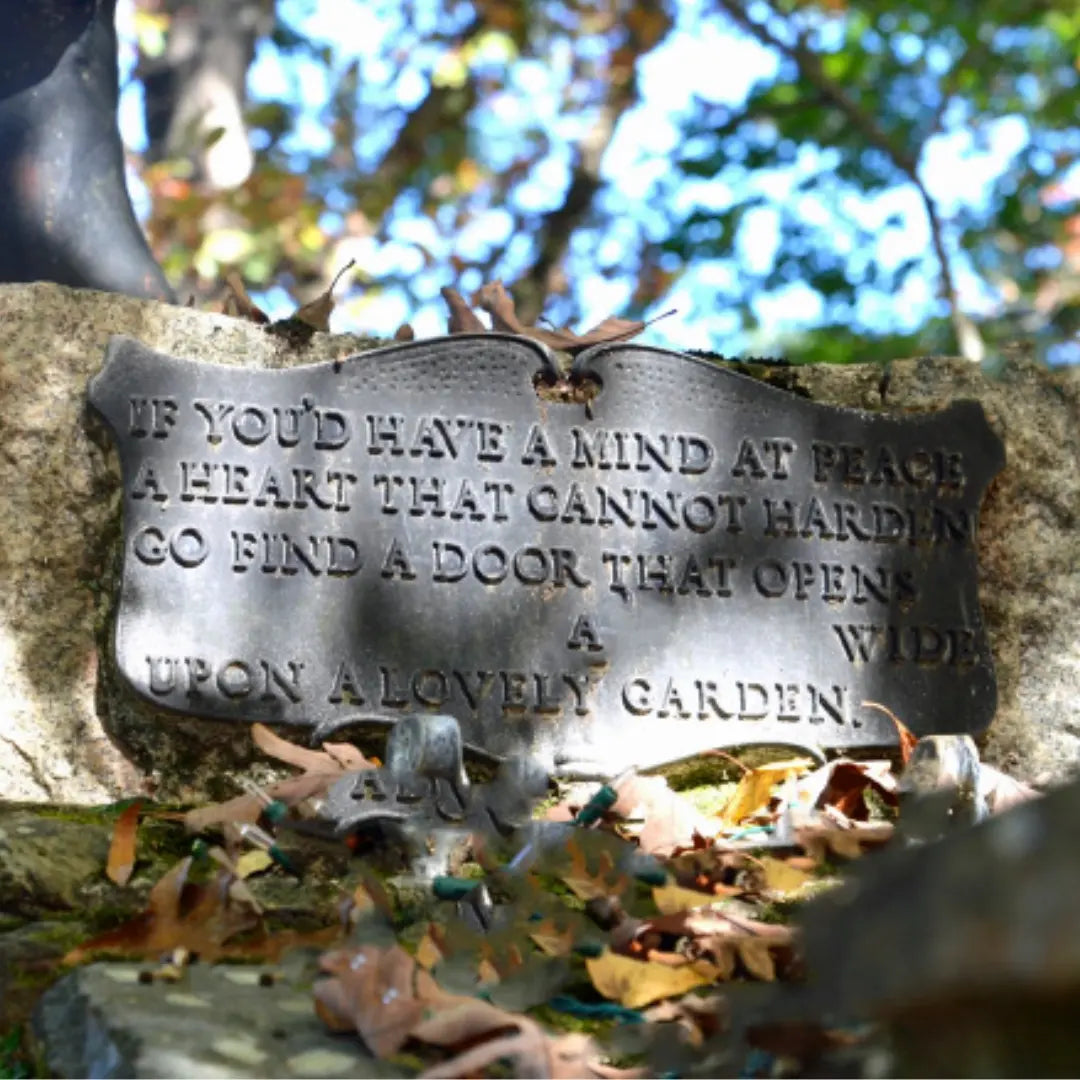 IF YOU'D HAVE A MIND AT PEACE
A HEART THAT CANNOT HARDEN
GO FIND A DOOR THAT OPENS
A WIDE
UPON A LOVELY GARDEN.